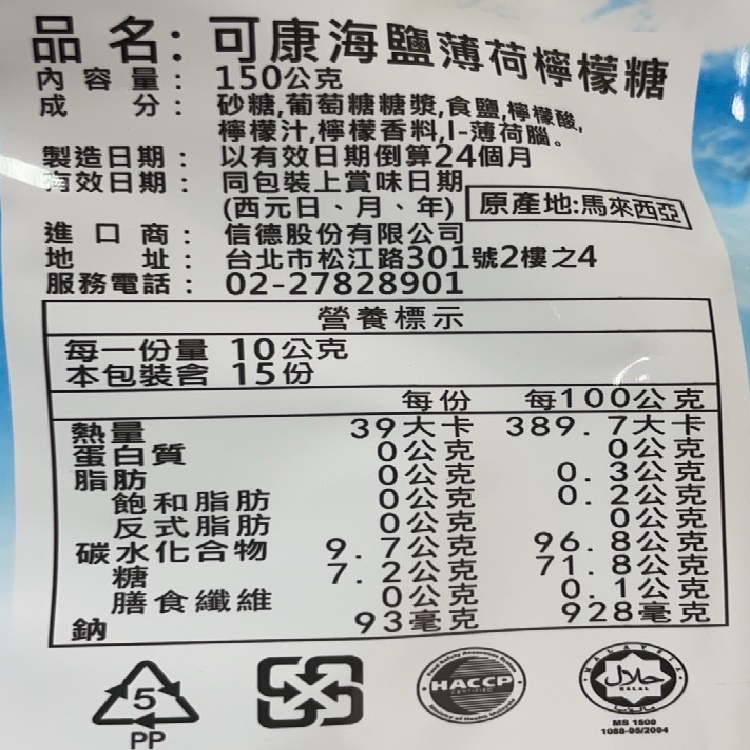 品 名: 可康海鹽薄荷檸檬糖
內 容 量: 150公克
成 分: 砂糖,葡萄糖糖漿,食鹽,檸檬酸,
檸檬汁,檸檬香料,l-薄荷腦。
製造日期: 以有效日期倒算24個月
有效日期: 同包裝上賞味日期
(西元日、月、年) 原產地:馬來西亞
進 口 商: 信德股份有限公司
地 址: 台北市松江路301號2樓之4
服務電話: 02-27828901
營養標示
每一份量 10公克
本包裝含 15份
每份 每100公克
熱量 39大卡 389.7大卡
蛋白質 0公克 0公克
脂肪 0公克 0.3公克
飽和脂肪 0公克 0.2公克
反式脂肪 0公克 0公克
碳水化合物 9.7公克 96.8公克
糖 7.2公克 71.8公克
膳食纖維 0公克 0.1公克
鈉 93毫克 928毫克
5
PP
HACCP
CERTIFIED
Ministry of Health Malaysia
MALAYSIA
حلال
HALAL
MS 1500
1088-05/2004